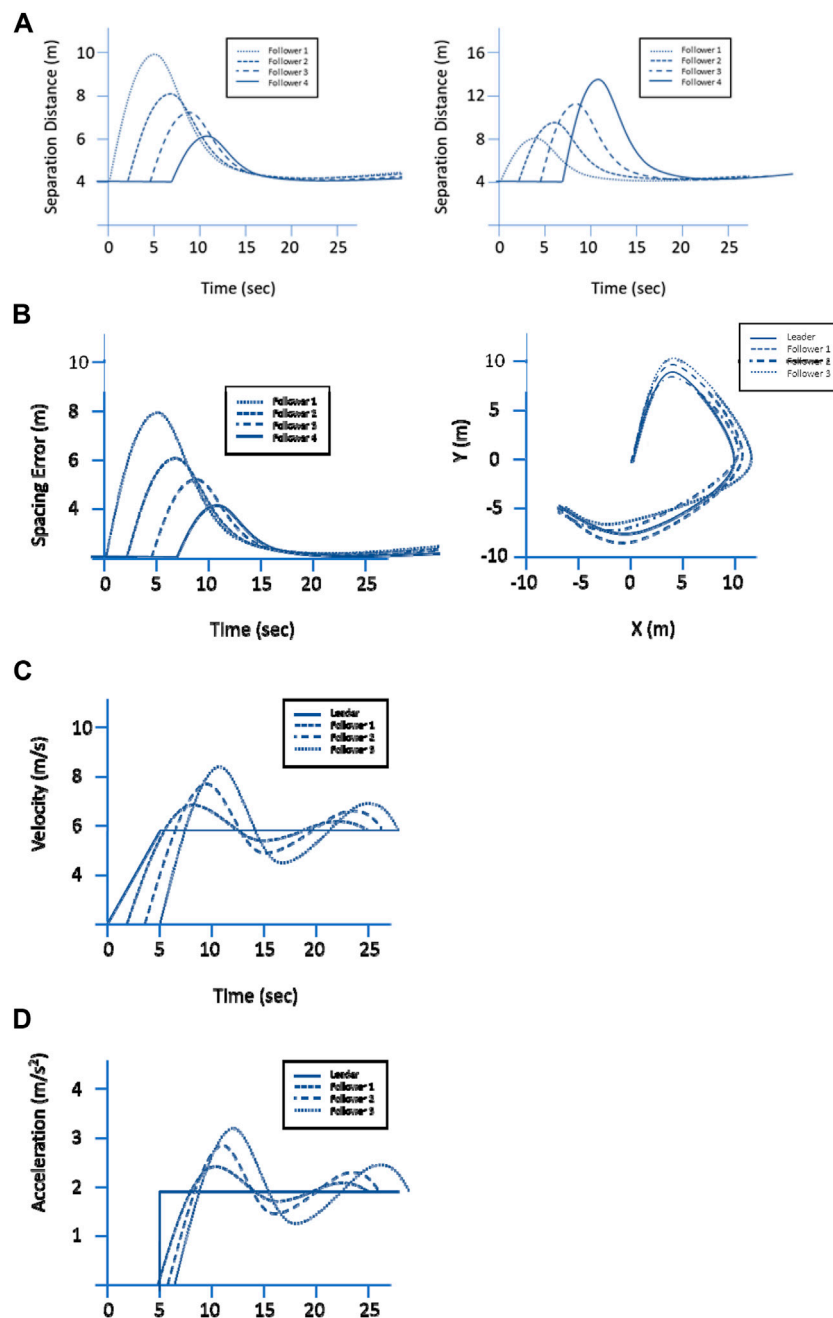 A
Separation Distance (m)
10
8
6
4
0 5 10 15 20 25
Time (sec)
Follower 1
Follower 2
Follower 3
Follower 4
Separation Distance (m)
16
12
8
4
0 5 10 15 20 25
Time (sec)
Follower 1
Follower 2
Follower 3
Follower 4
B
Spacing Error (m)
10
8
6
4
0 5 10 15 20 25
Time (sec)
Follower 1
Follower 2
Follower 3
Follower 4
Y (m)
10
5
0
-5
-10
-10 -5 0 5 10
X (m)
Leader
Follower 1
Follower 2
Follower 3
C
Velocity (m/s)
10
8
6
4
0 5 10 15 20 25
Time (sec)
Leader
Follower 1
Follower 2
Follower 3
D
Acceleration (m/s²)
4
3
2
1
0 5 10 15 20 25
Time (sec)
Leader
Follower 1
Follower 2
Follower 3